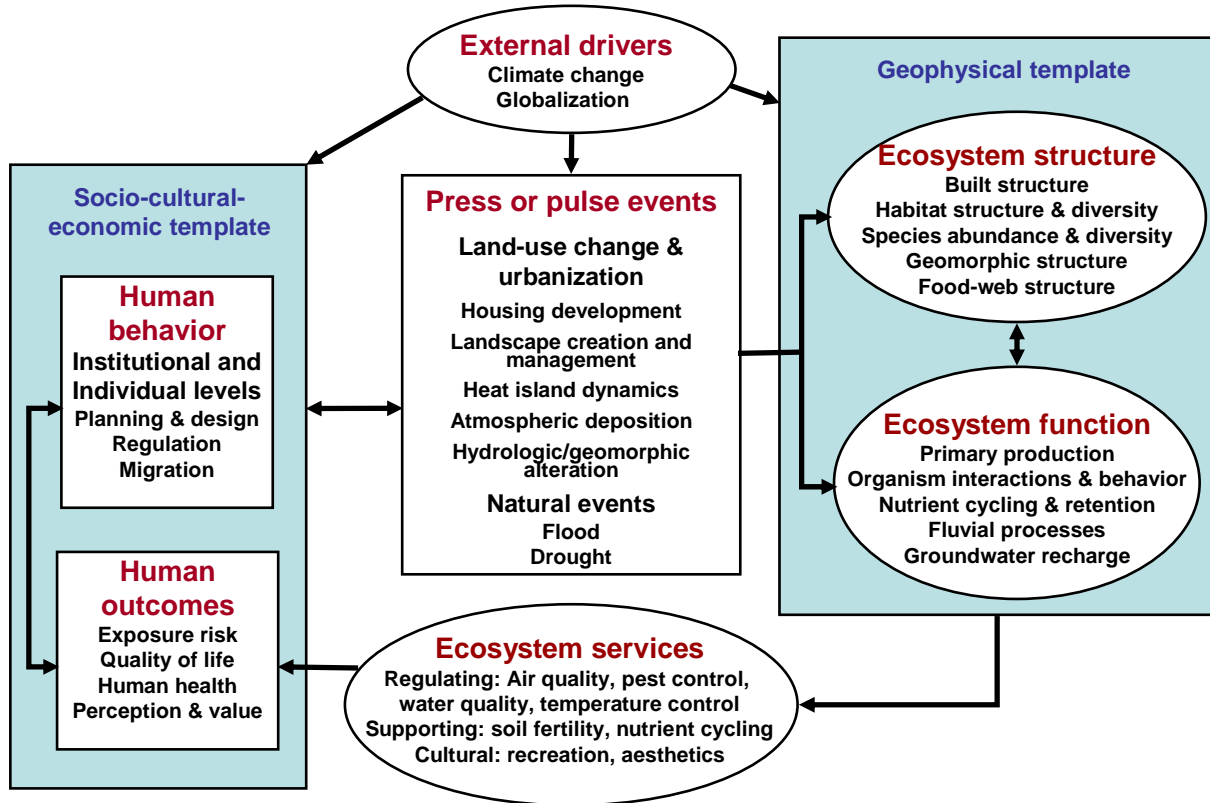 External drivers
Climate change
Globalization
Geophysical template
Ecosystem structure
Built structure
Habitat structure & diversity
Species abundance & diversity
Geomorphic structure
Food-web structure
Socio-cultural-
economic template
Human
behavior
Institutional and
Individual levels
Planning & design
Regulation
Migration
Press or pulse events
Land-use change &
urbanization
Housing development
Landscape creation and
management
Heat island dynamics
Atmospheric deposition
Hydrologic/geomorphic
alteration
Natural events
Flood
Drought
Ecosystem function
Primary production
Organism interactions & behavior
Nutrient cycling & retention
Fluvial processes
Groundwater recharge
Human
outcomes
Exposure risk
Quality of life
Human health
Perception & value
Ecosystem services
Regulating: Air quality, pest control,
water quality, temperature control
Supporting: soil fertility, nutrient cycling
Cultural: recreation, aesthetics